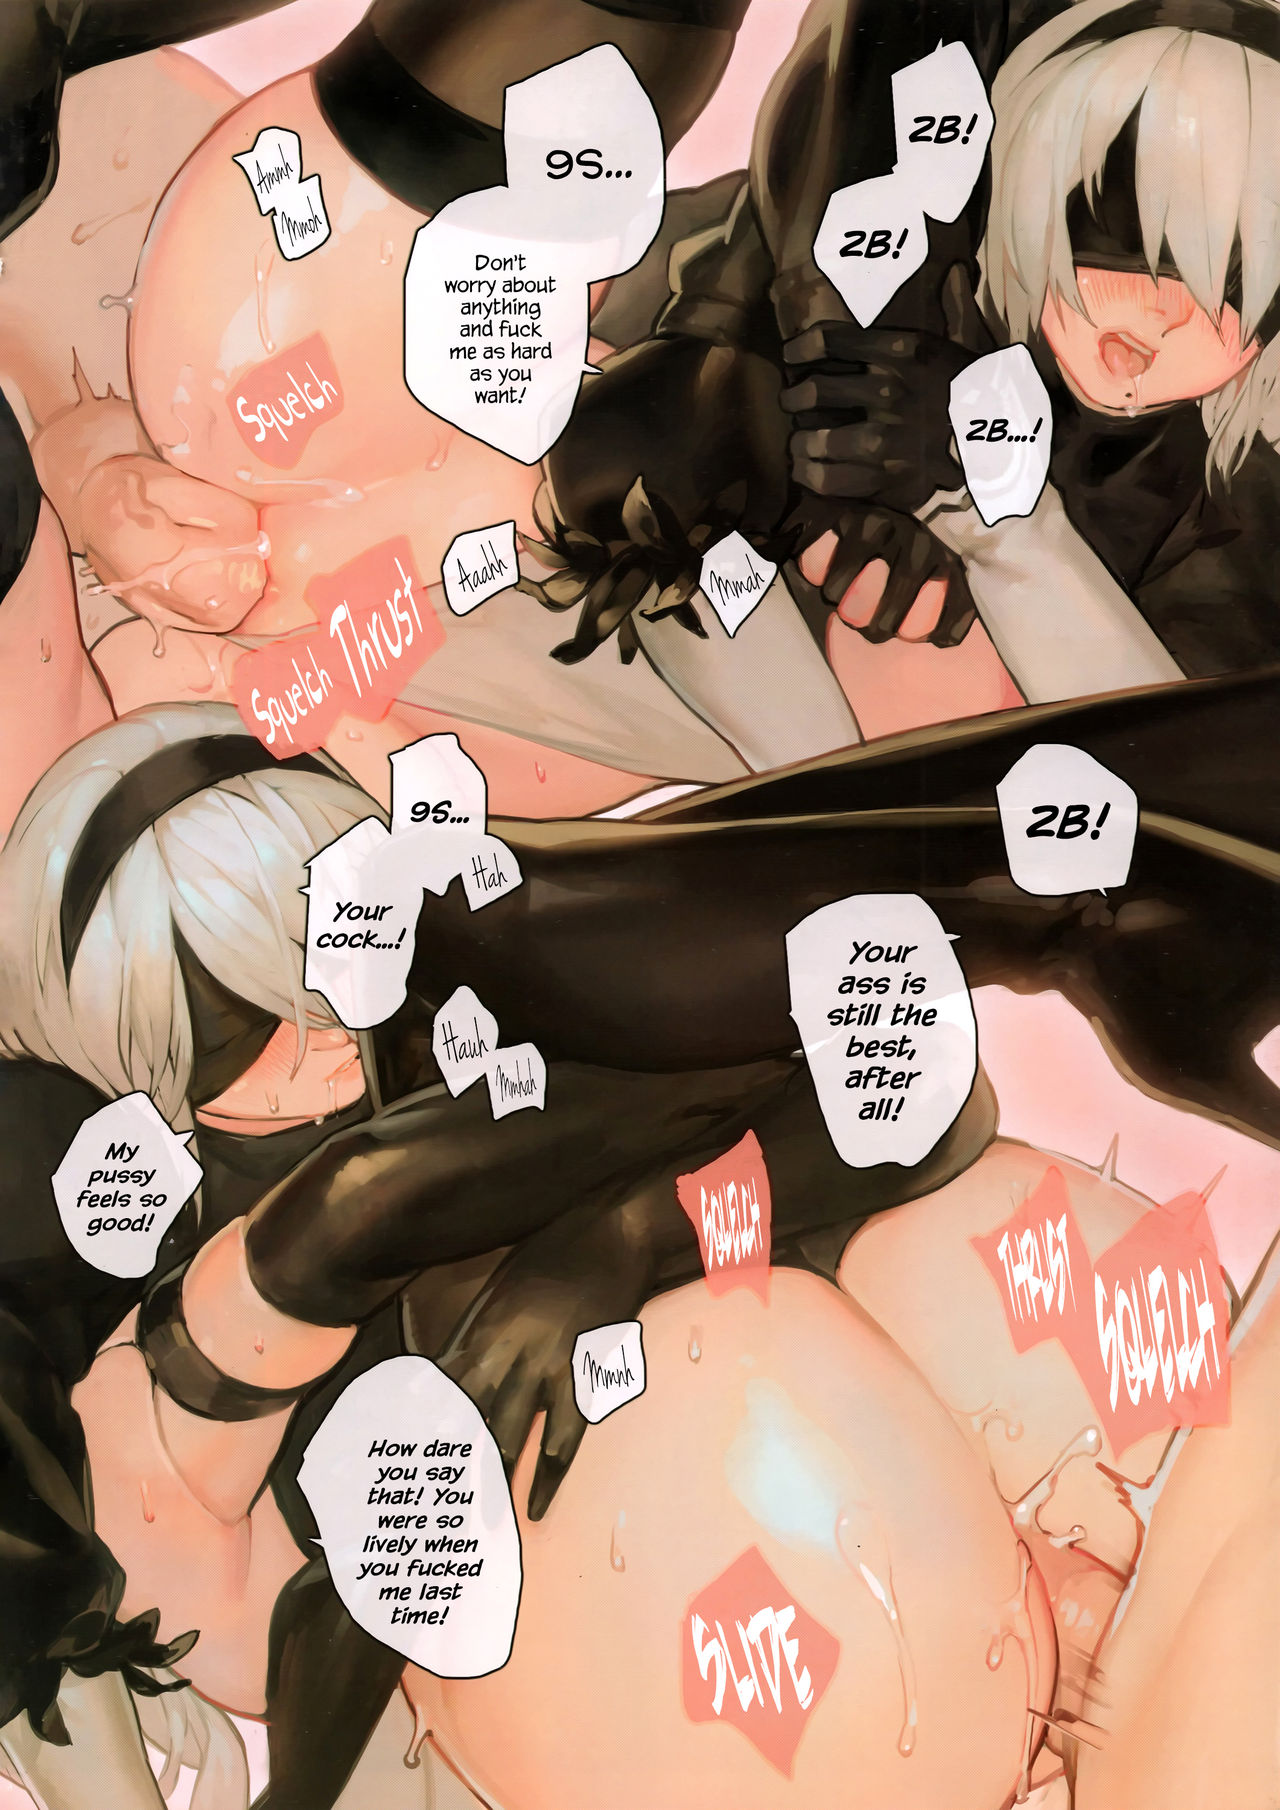 2B!
2B!
2B...!
9S...
Don't
worry about
anything
and fuck
me as hard
as you
want!
Ammh
Mmoh
Squelch
Aaahh
Mmah
Thrust
Squelch
2B!
9S...
Hah
Your
cock...!
Your
ass is
still the
best,
after
all!
Hauh
Mmhah
My
pussy
feels so
good!
SQUELCH
THRUST
SQUELCH
Mmnh
How dare
you say
that! You
were so
lively when
you fucked
me last
time!
SLIDE